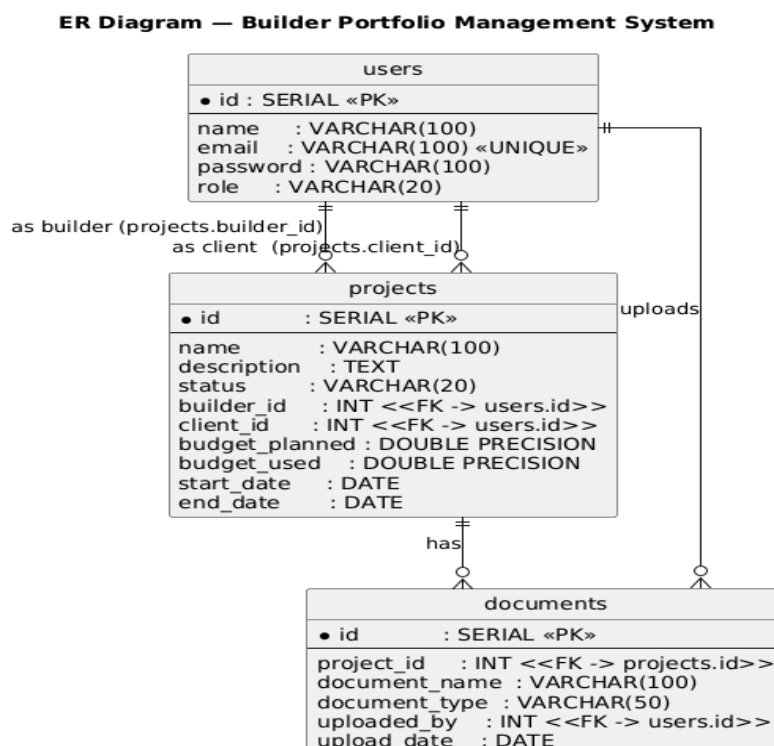 ER Diagram — Builder Portfolio Management System
users
● id : SERIAL «PK»
name : VARCHAR(100)
email : VARCHAR(100) «UNIQUE»
password : VARCHAR(100)
role : VARCHAR(20)
as builder (projects.builder_id)
as client (projects.client_id)
projects
● id : SERIAL «PK»
name : VARCHAR(100)
description : TEXT
status : VARCHAR(20)
builder_id : INT <<FK -> users.id>>
client_id : INT <<FK -> users.id>>
budget_planned : DOUBLE PRECISION
budget_used : DOUBLE PRECISION
start_date : DATE
end_date : DATE
uploads
has
documents
● id : SERIAL «PK»
project_id : INT <<FK -> projects.id>>
document_name : VARCHAR(100)
document_type : VARCHAR(50)
uploaded_by : INT <<FK -> users.id>>
upload_date : DATE